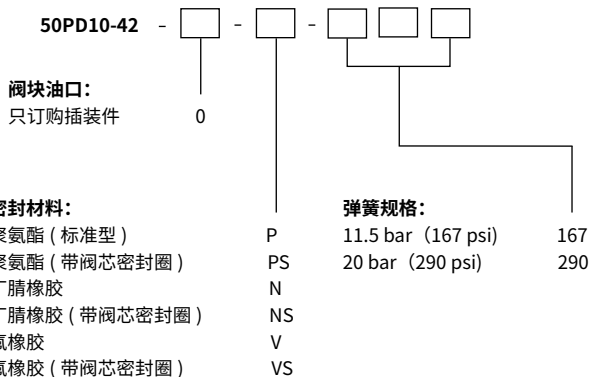 50PD10-42 - - -
阀块油口：
只订购插装件 0
密封材料： 弹簧规格：
聚氨酯 ( 标准型 ) P 11.5 bar（167 psi) 167
聚氨酯 ( 带阀芯密封圈 ) PS 20 bar（290 psi) 290
丁腈橡胶 N
丁腈橡胶 ( 带阀芯密封圈 ) NS
氟橡胶 V
氟橡胶 ( 带阀芯密封圈 ) VS